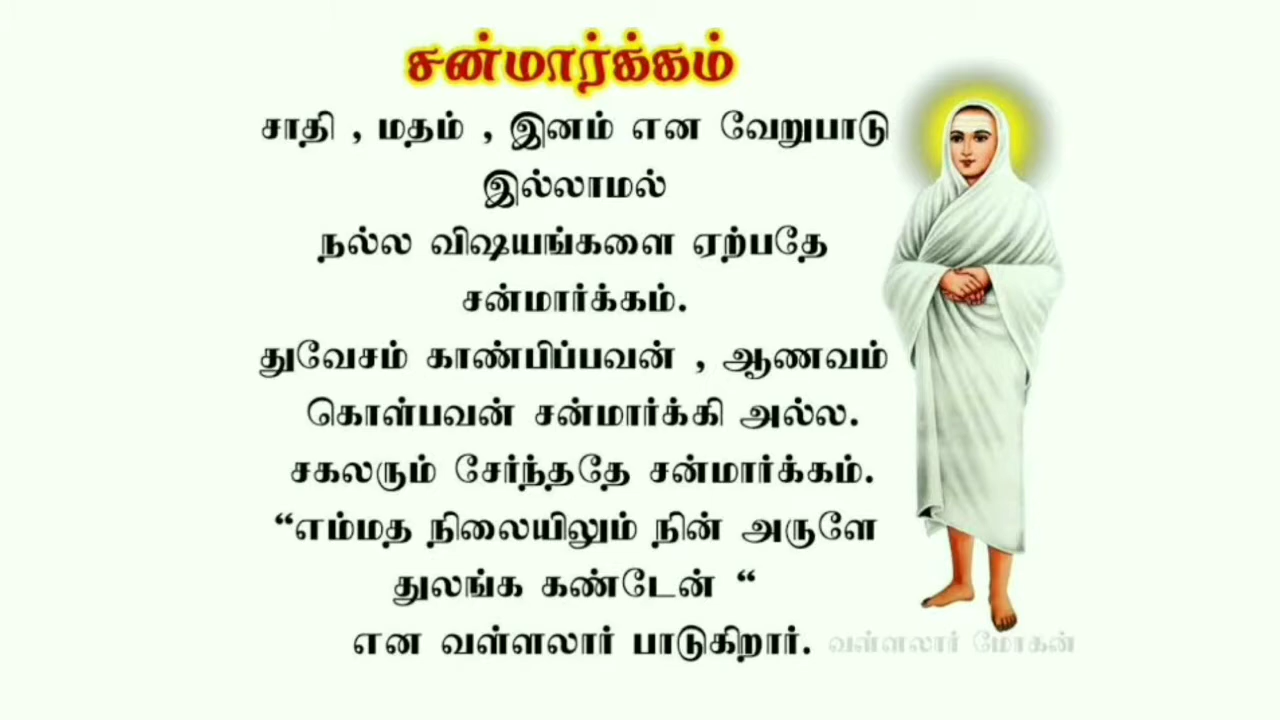 சன்மார்க்கம்
சாதி , மதம் , இனம் என வேறுபாடு
இல்லாமல்
நல்ல விஷயங்களை ஏற்பதே
சன்மார்க்கம்.
துவேசம் காண்பிப்பவன் , ஆணவம்
கொள்பவன் சன்மார்க்கி அல்ல.
சகலரும் சேர்ந்ததே சன்மார்க்கம்.
“எம்மத நிலையிலும் நின் அருளே
துலங்க கண்டேன் “
என வள்ளலார் பாடுகிறார்.
வள்ளலார் மோகன்